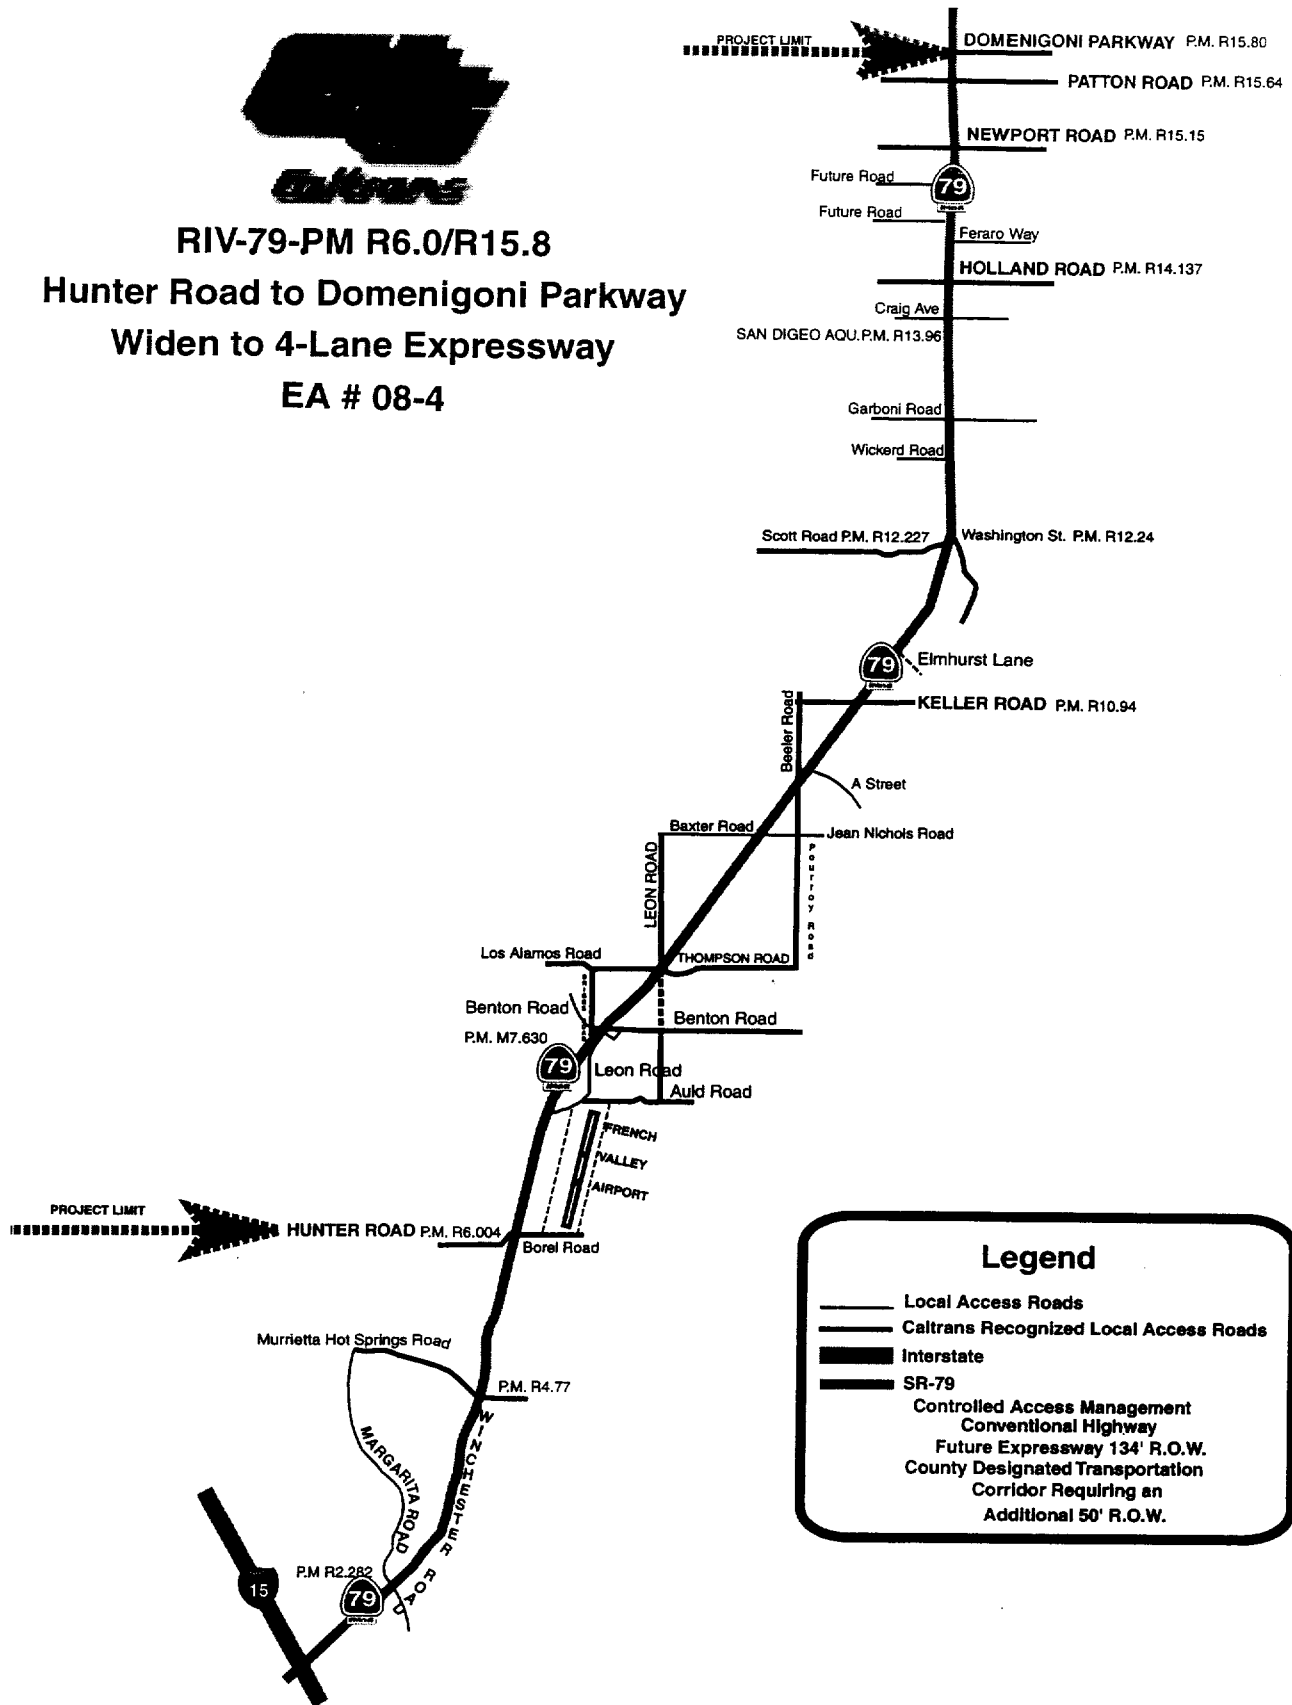 Caltrans
RIV-79-PM R6.0/R15.8
Hunter Road to Domenigoni Parkway
Widen to 4-Lane Expressway
EA # 08-4
PROJECT LIMIT
DOMENIGONI PARKWAY P.M. R15.80
PATTON ROAD P.M. R15.64
NEWPORT ROAD P.M. R15.15
Future Road
79
Future Road
Feraro Way
HOLLAND ROAD P.M. R14.137
Craig Ave
SAN DIGEO AQU. P.M. R13.96
Garboni Road
Wickerd Road
Scott Road P.M. R12.227
Washington St. P.M. R12.24
79
Elmhurst Lane
KELLER ROAD P.M. R10.94
Beeler Road
A Street
Baxter Road
Jean Nichols Road
LEON ROAD
Pourroy Road
Los Alamos Road
THOMPSON ROAD
Benton Road
Benton Road
P.M. M7.630
79
Leon Road
Auld Road
FRENCH
VALLEY
AIRPORT
PROJECT LIMIT
HUNTER ROAD P.M. R6.004
Borel Road
Murrietta Hot Springs Road
P.M. R4.77
WINCHESTER ROAD
MARGARITA ROAD
P.M R2.282
79
15
Legend
Local Access Roads
Caltrans Recognized Local Access Roads
Interstate
SR-79
Controlled Access Management
Conventional Highway
Future Expressway 134' R.O.W.
County Designated Transportation
Corridor Requiring an
Additional 50' R.O.W.